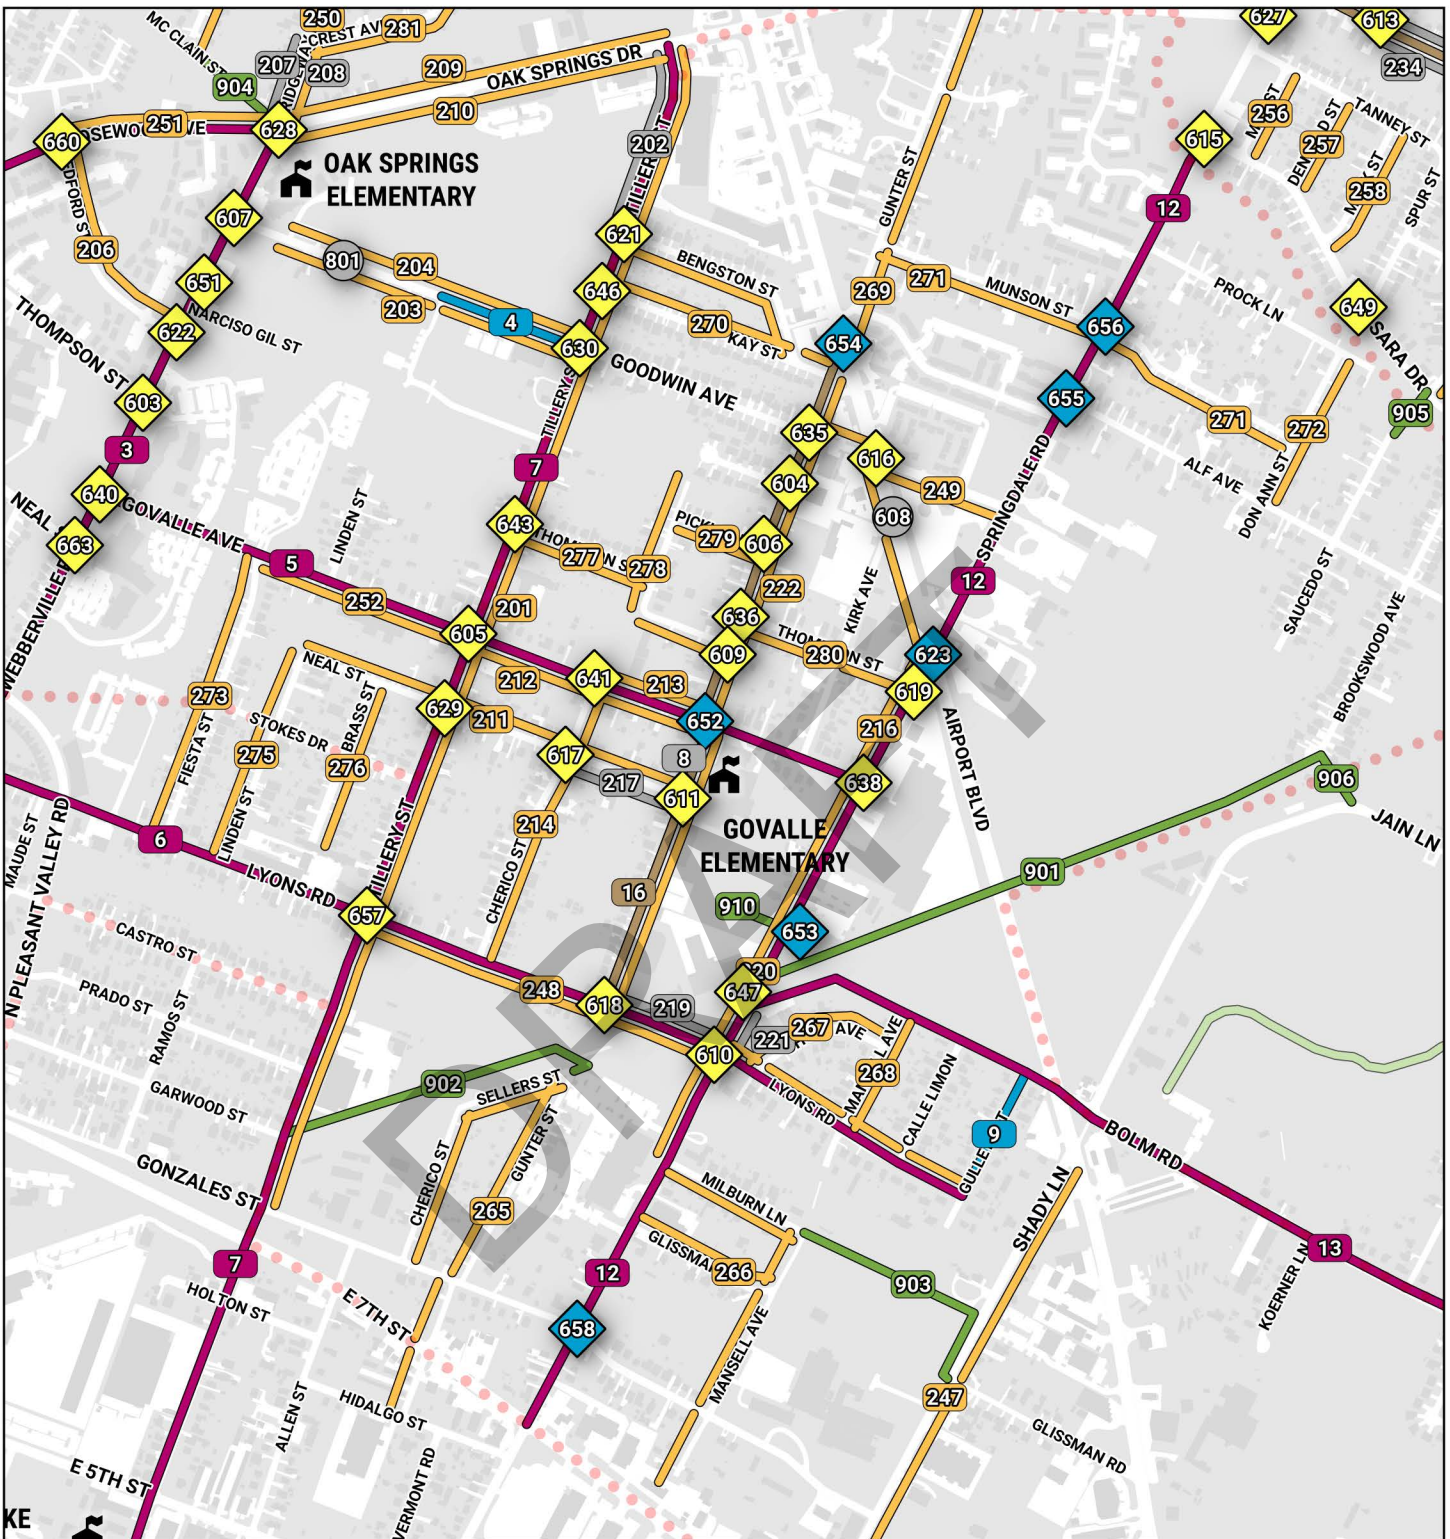 250
281
627
613
MC CLAIN ST
CREST AV
207
208
209
OAK SPRINGS DR
234
904
210
256
TANNEY ST
251
628
660
202
615
257
OAK SPRINGS
ELEMENTARY
GUNTER ST
258
SPUR ST
607
12
621
206
801
204
BENGSTON ST
651
646
269
271
MUNSON ST
PROCK LN
203
649
4
270
622
NARCISO GIL ST
KAY ST
654
656
SARA DR
630
THOMPSON ST
GOODWIN AVE
603
655
905
TILLERY S
635
271
272
3
616
7
604
249
ALF AVE
DON ANN ST
640
NEAL S
GOVALLE AVE
LINDEN ST
643
608
SPRINGDALE RD
663
279
606
5
277
278
222
12
SAUCEDO ST
252
201
KIRK AVE
BROOKSWOOD AVE
636
605
WEBBERVILLE R
609
280
623
NEAL ST
212
641
213
619
273
629
211
652
216
AIRPORT BLVD
STOKES DR
BRASS ST
FIESTA ST
275
276
617
8
638
906
217
611
JAIN LN
214
GOVALLE
ELEMENTARY
6
LINDEN ST
TILLERY ST
MAUDE ST
N PLEASANT VALLEY RD
LYONS RD
CHERICO ST
16
901
910
657
653
CASTRO ST
220
248
647
PRADO ST
RAMOS ST
618
219
267
AVE
221
610
902
268
GARWOOD ST
SELLERS ST
LYONS RD
CALLE LIMON
9
GUNTER ST
CHERICO ST
GONZALES ST
BOLM RD
MILBURN LN
SHADY LN
265
GLISSMA
266
7
12
903
13
HOLTON ST
E 7TH ST
KOERNER LN
658
MANSELL AVE
HIDALGO ST
247
ALLEN ST
GLISSMAN RD
E 5TH ST
VERMONT RD
KE
DRAFT